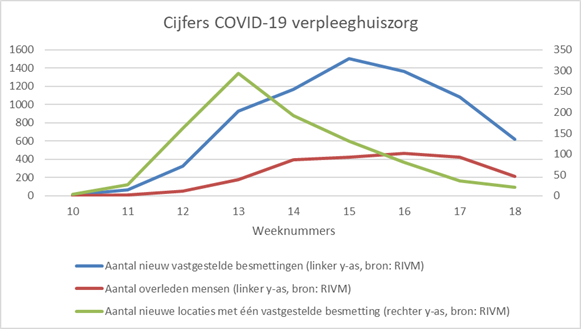 Cijfers COVID-19 verpleeghuiszorg
1600 350
1400 300
1200 250
1000 200
800 150
600 100
400 50
200 0
0
10 11 12 13 14 15 16 17 18
Weeknummers
Aantal nieuw vastgestelde besmettingen (linker y-as, bron: RIVM)
Aantal overleden mensen (linker y-as, bron: RIVM)
Aantal nieuwe locaties met één vastgestelde besmetting (rechter y-as, bron: RIVM)